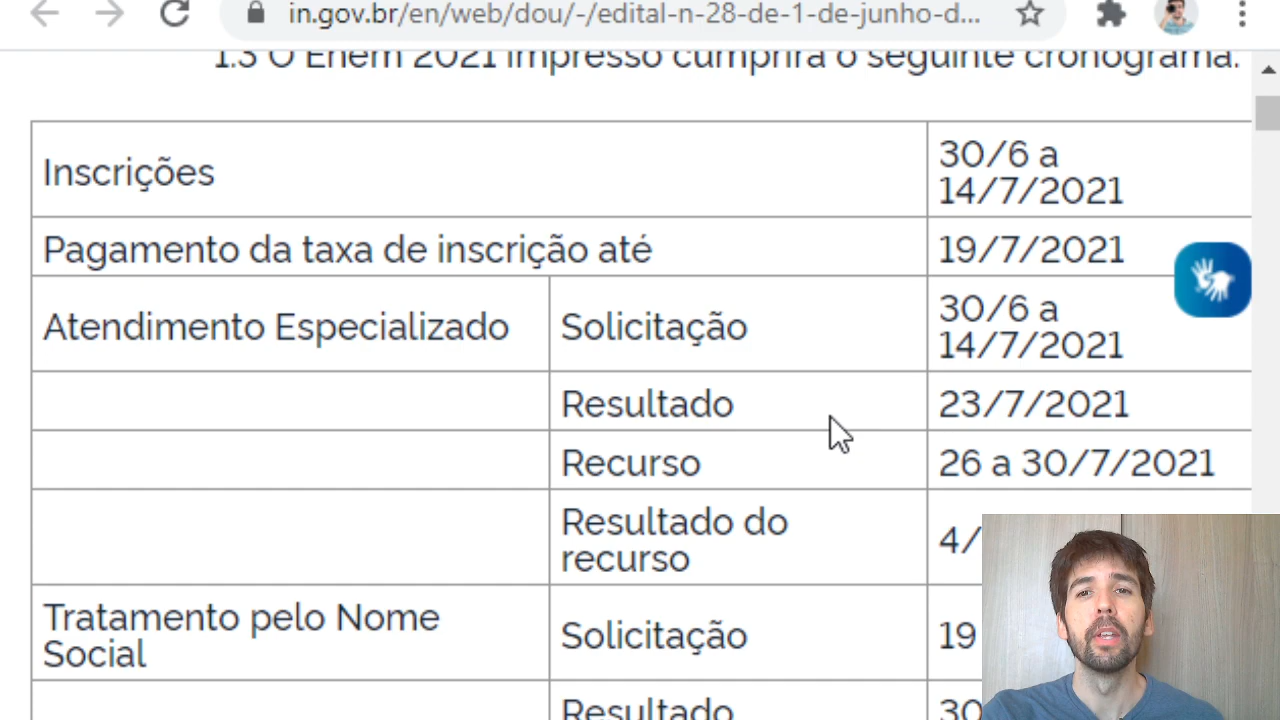 in.gov.br/en/web/dou/-/edital-n-28-de-1-de-junho-d...
1.3 O Enem 2021 impresso cumprirá o seguinte cronograma:
Inscrições
30/6 a
14/7/2021
Pagamento da taxa de inscrição até
19/7/2021
Atendimento Especializado
Solicitação
30/6 a
14/7/2021
Resultado
23/7/2021
Recurso
26 a 30/7/2021
Resultado do
recurso
4/
Tratamento pelo Nome
Social
Solicitação
19
Resultado
30